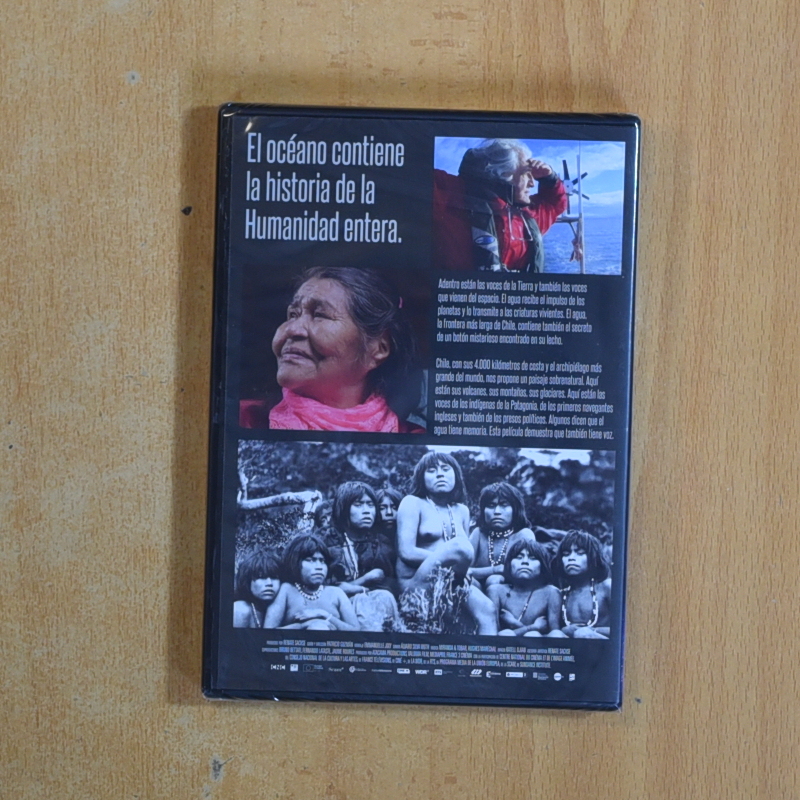 El océano contiene
la historia de la
Humanidad entera.
Adentro están las voces de la Tierra y también las voces
que vienen del espacio. El agua recibe el impulso de los
planetas y lo transmite a las criaturas vivientes. El agua,
la frontera más larga de Chile, contiene también el secreto
de un botón misterioso encontrado en su lecho.
Chile, con sus 4.000 kilómetros de costa y el archipiélago más
grande del mundo, nos propone un paisaje sobrenatural. Aquí
están sus volcanes, sus montañas, sus glaciares. Aquí están las
voces de los indígenas de la Patagonia, de los primeros navegantes
ingleses y también de los presos políticos. Algunos dicen que el
agua tiene memoria. Esta película demuestra que también tiene voz.